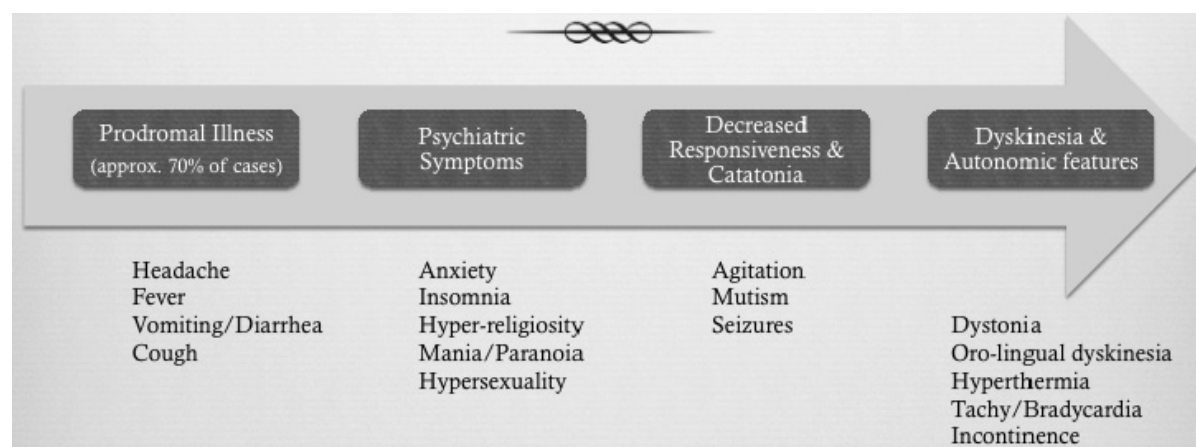 Prodromal Illness
(approx. 70% of cases)
Psychiatric
Symptoms
Decreased
Responsiveness &
Catatonia
Dyskinesia &
Autonomic features
Headache
Fever
Vomiting/Diarrhea
Cough
Anxiety
Insomnia
Hyper-religiosity
Mania/Paranoia
Hypersexuality
Agitation
Mutism
Seizures
Dystonia
Oro-lingual dyskinesia
Hyperthermia
Tachy/Bradycardia
Incontinence